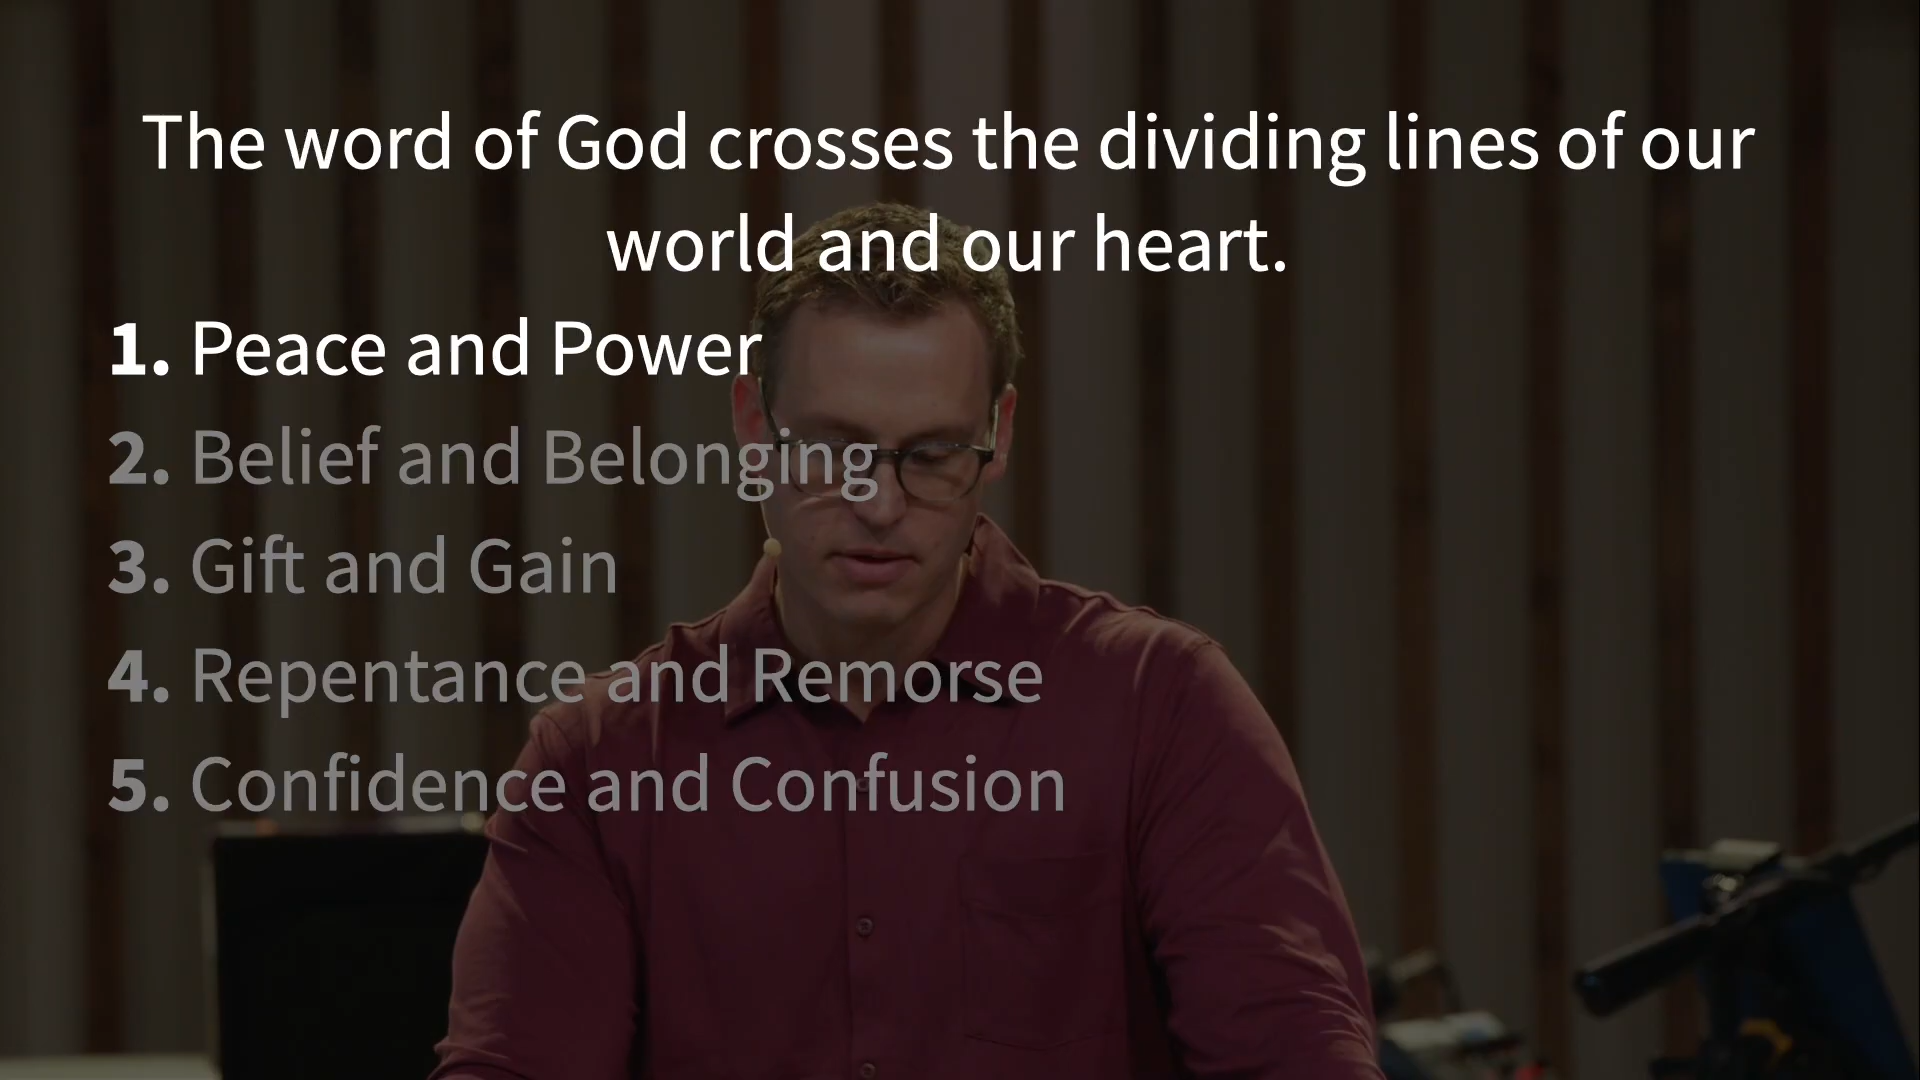 The word of God crosses the dividing lines of our
world and our heart.
1. Peace and Power
2. Belief and Belonging
3. Gift and Gain
4. Repentance and Remorse
5. Confidence and Confusion